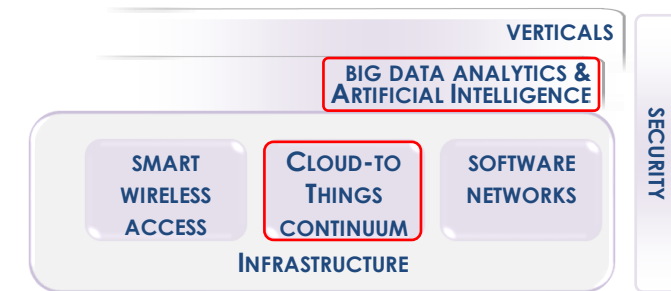 VERTICALS
BIG DATA ANALYTICS &
ARTIFICIAL INTELLIGENCE
SMART
WIRELESS
ACCESS
CLOUD-TO
THINGS
CONTINUUM
SOFTWARE
NETWORKS
INFRASTRUCTURE
SECURITY